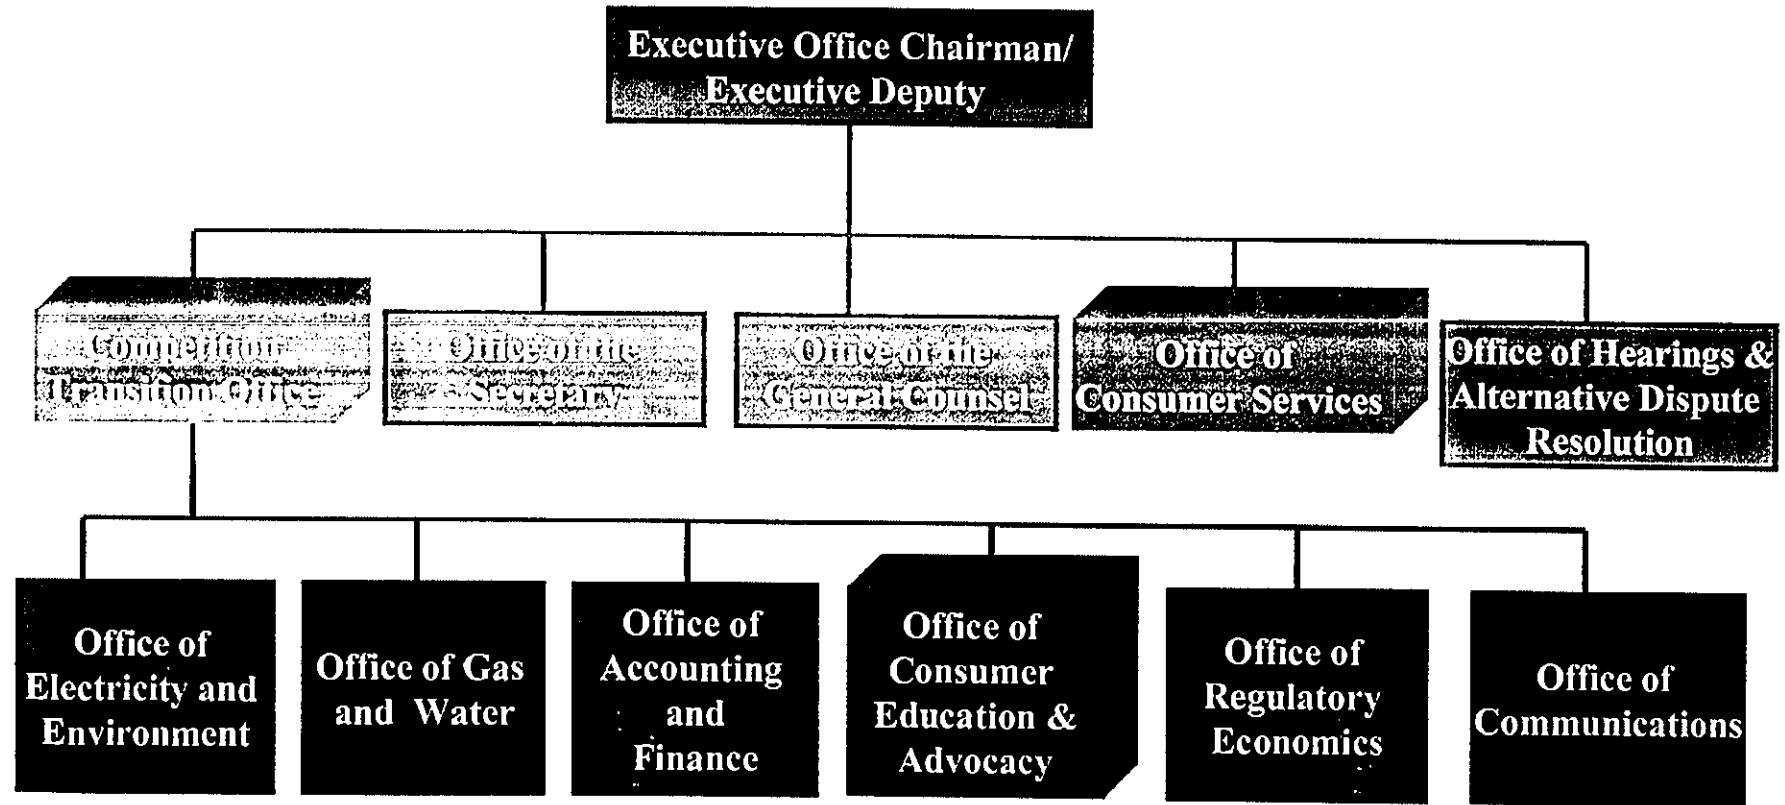 Executive Office Chairman/
Executive Deputy
Competition
Transition Office
Office of the
Secretary
Office of the
General Counsel
Office of
Consumer Services
Office of Hearings &
Alternative Dispute
Resolution
Office of
Electricity and
Environment
Office of Gas
and Water
Office of
Accounting
and
Finance
Office of
Consumer
Education &
Advocacy
Office of
Regulatory
Economics
Office of
Communications